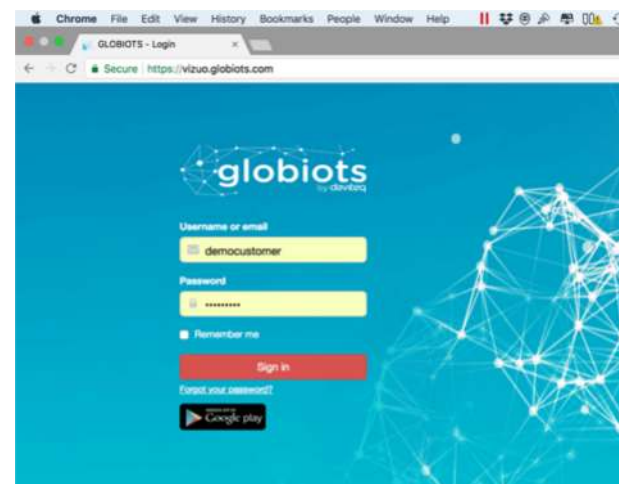 Chrome File Edit View History Bookmarks People Window Help
GLOBIOTS - Login
Secure https://vizuo.globiots.com
globiots
by daviteq
Username or email
democustomer
Password
Remember me
Sign in
Forgot your password?
Google play